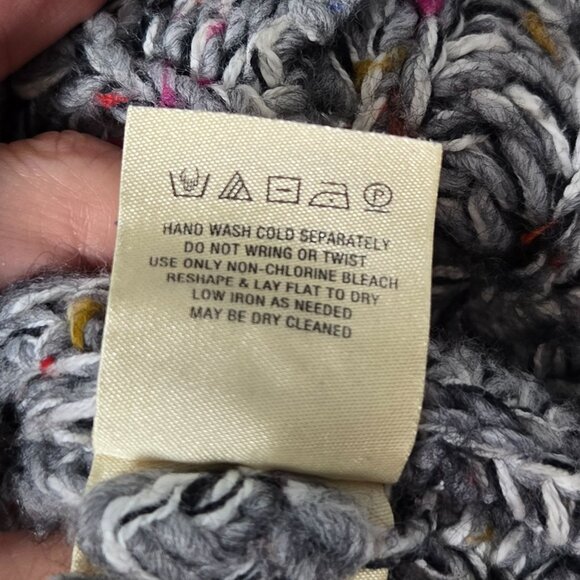 P
HAND WASH COLD SEPARATELY
DO NOT WRING OR TWIST
USE ONLY NON-CHLORINE BLEACH
RESHAPE & LAY FLAT TO DRY
LOW IRON AS NEEDED
MAY BE DRY CLEANED